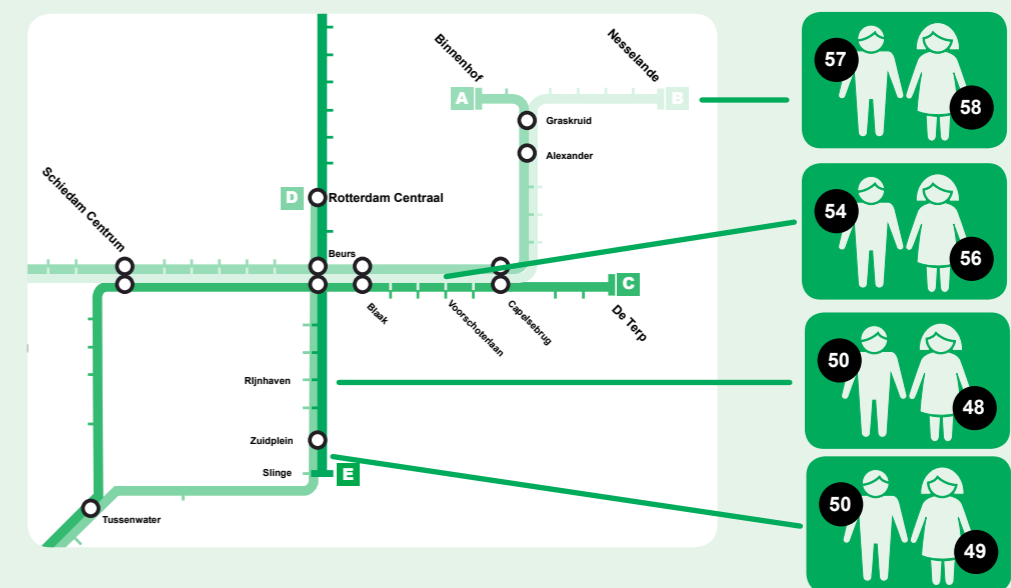 Binnenhof
Nesselande
A
B
Graskruid
Alexander
Schiedam Centrum
D
Rotterdam Centraal
Beurs
Blaak
Voorschoterlaan
Capelsebrug
C
De Terp
RIjnhaven
Zuidplein
Slinge
E
Tussenwater
57
58
54
56
50
48
50
49